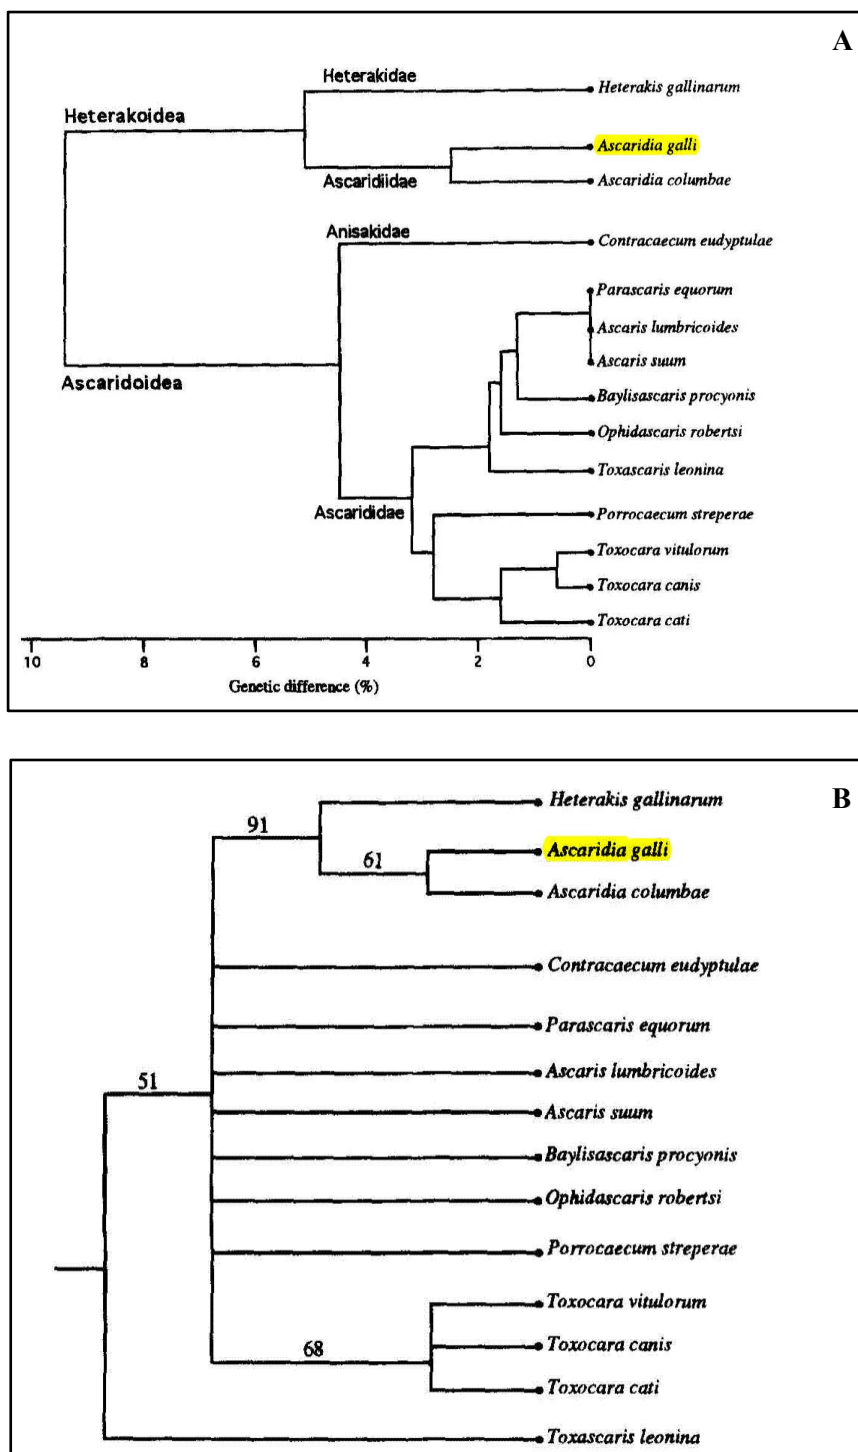 A
Heterakidae
Heterakis gallinarum
Heterakoidea
Ascaridia galli
Ascaridiidae
Ascaridia columbae
Anisakidae
Contracaecum eudyptulae
Parascaris equorum
Ascaris lumbricoides
Ascaris suum
Ascaridoidea
Baylisascaris procyonis
Ophidascaris robertsi
Toxascaris leonina
Ascarididae
Porrocaecum streperae
Toxocara vitulorum
Toxocara canis
Toxocara cati
10 8 6 4 2 0
Genetic difference (%)
B
Heterakis gallinarum
91
Ascaridia galli
61
Ascaridia columbae
Contracaecum eudyptulae
Parascaris equorum
Ascaris lumbricoides
51
Ascaris suum
Baylisascaris procyonis
Ophidascaris robertsi
Porrocaecum streperae
Toxocara vitulorum
Toxocara canis
68
Toxocara cati
Toxascaris leonina